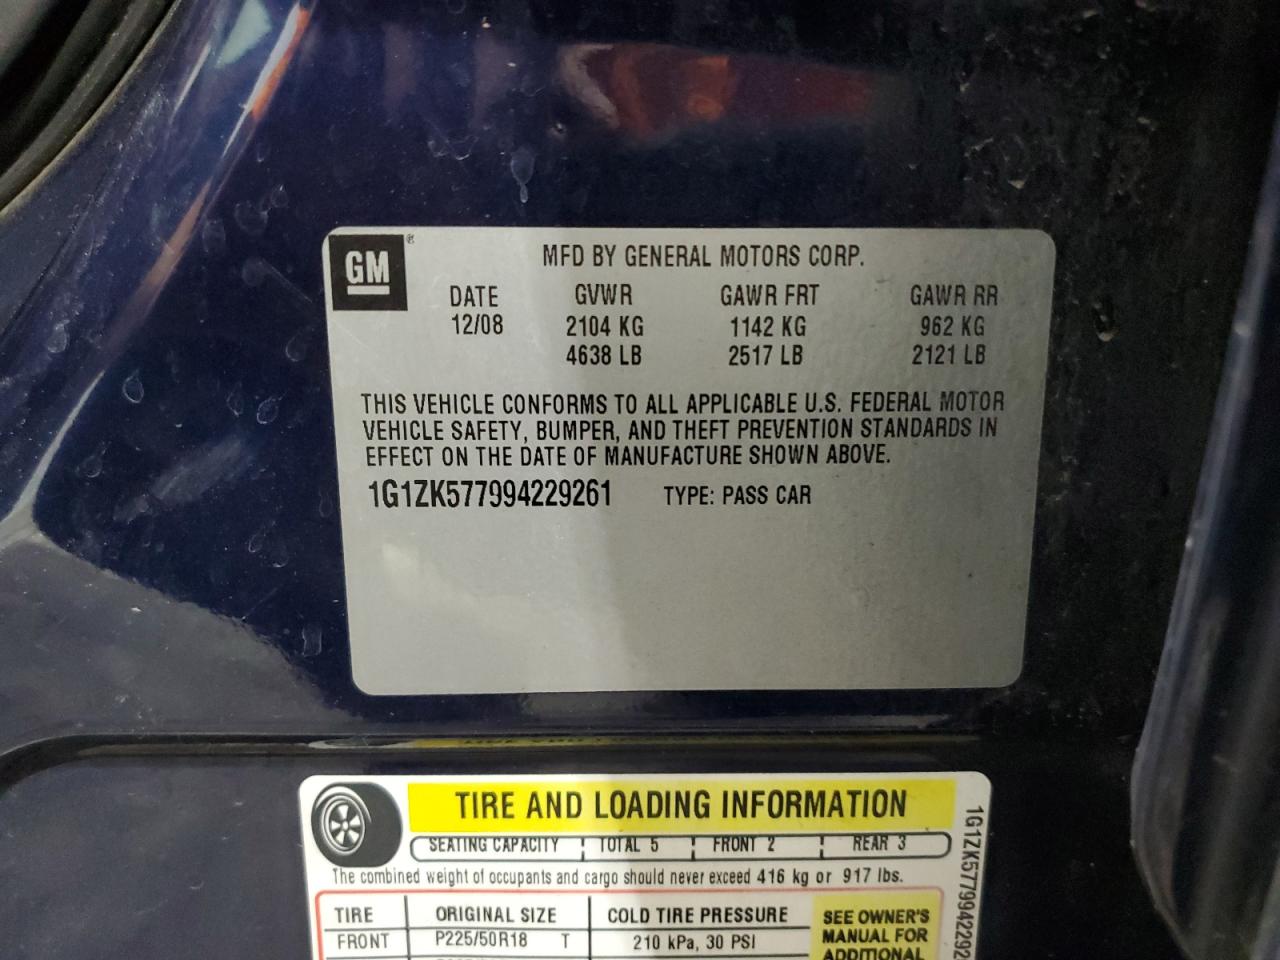 GM ®
MFD BY GENERAL MOTORS CORP.
DATE GVWR GAWR FRT GAWR RR
12/08 2104 KG 1142 KG 962 KG
4638 LB 2517 LB 2121 LB
THIS VEHICLE CONFORMS TO ALL APPLICABLE U.S. FEDERAL MOTOR
VEHICLE SAFETY, BUMPER, AND THEFT PREVENTION STANDARDS IN
EFFECT ON THE DATE OF MANUFACTURE SHOWN ABOVE.
1G1ZK577994229261 TYPE: PASS CAR
TIRE AND LOADING INFORMATION
SEATING CAPACITY TOTAL 5 FRONT 2 REAR 3
The combined weight of occupants and cargo should never exceed 416 kg or 917 lbs.
TIRE ORIGINAL SIZE COLD TIRE PRESSURE
FRONT P225/50R18 T 210 kPa, 30 PSI
SEE OWNER'S
MANUAL FOR
ADDITIONAL
1G1ZK5779942292